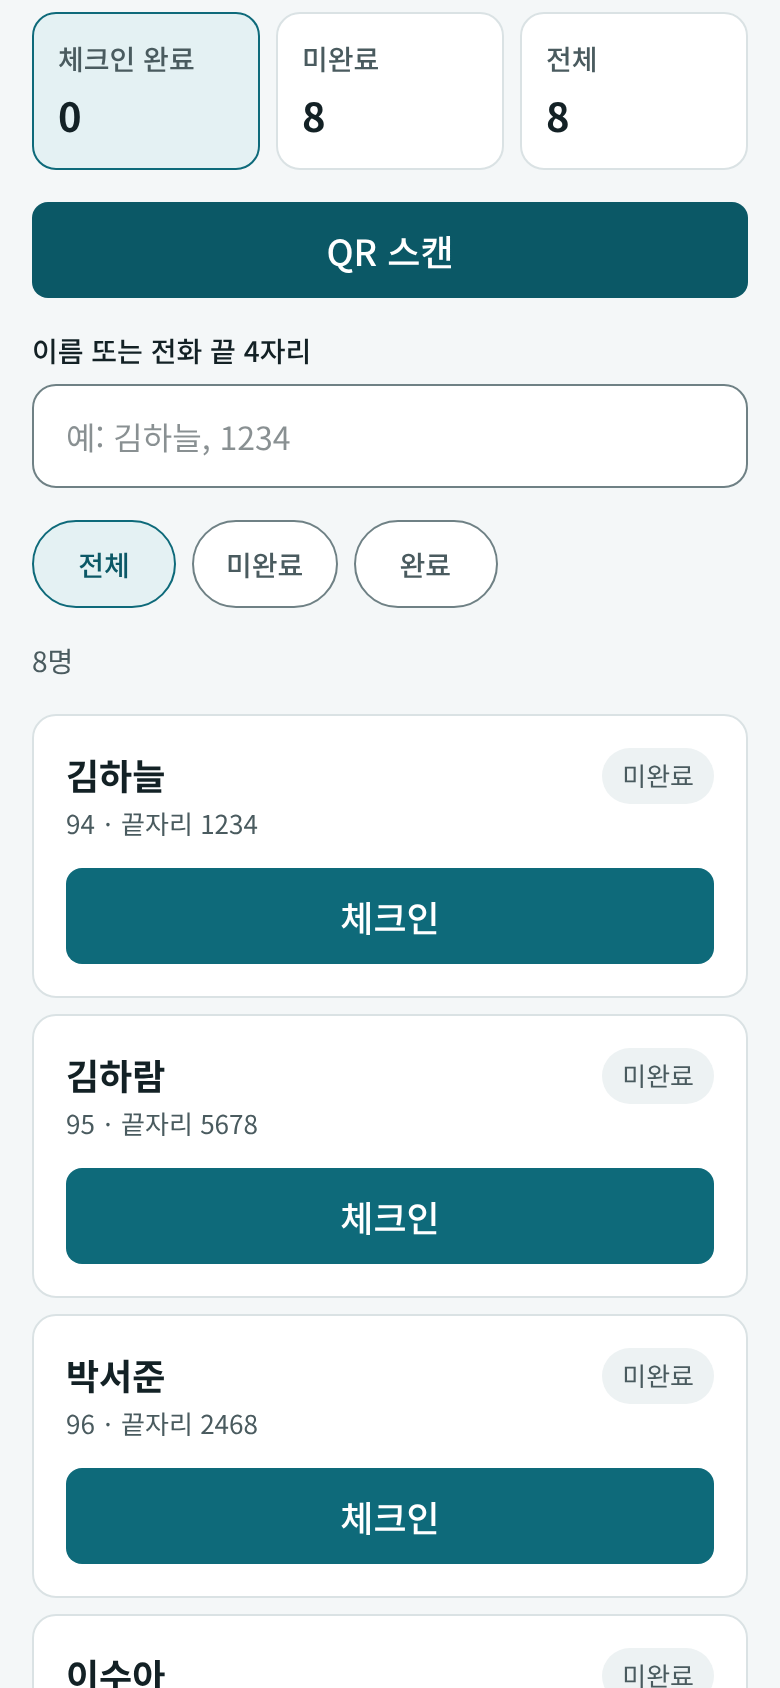 체크인 완료
0
미완료
8
전체
8
QR 스캔
이름 또는 전화 끝 4자리
예: 김하늘, 1234
전체
미완료
완료
8명
김하늘
미완료
94 · 끝자리 1234
체크인
김하람
미완료
95 · 끝자리 5678
체크인
박서준
미완료
96 · 끝자리 2468
체크인
이수아
미완료